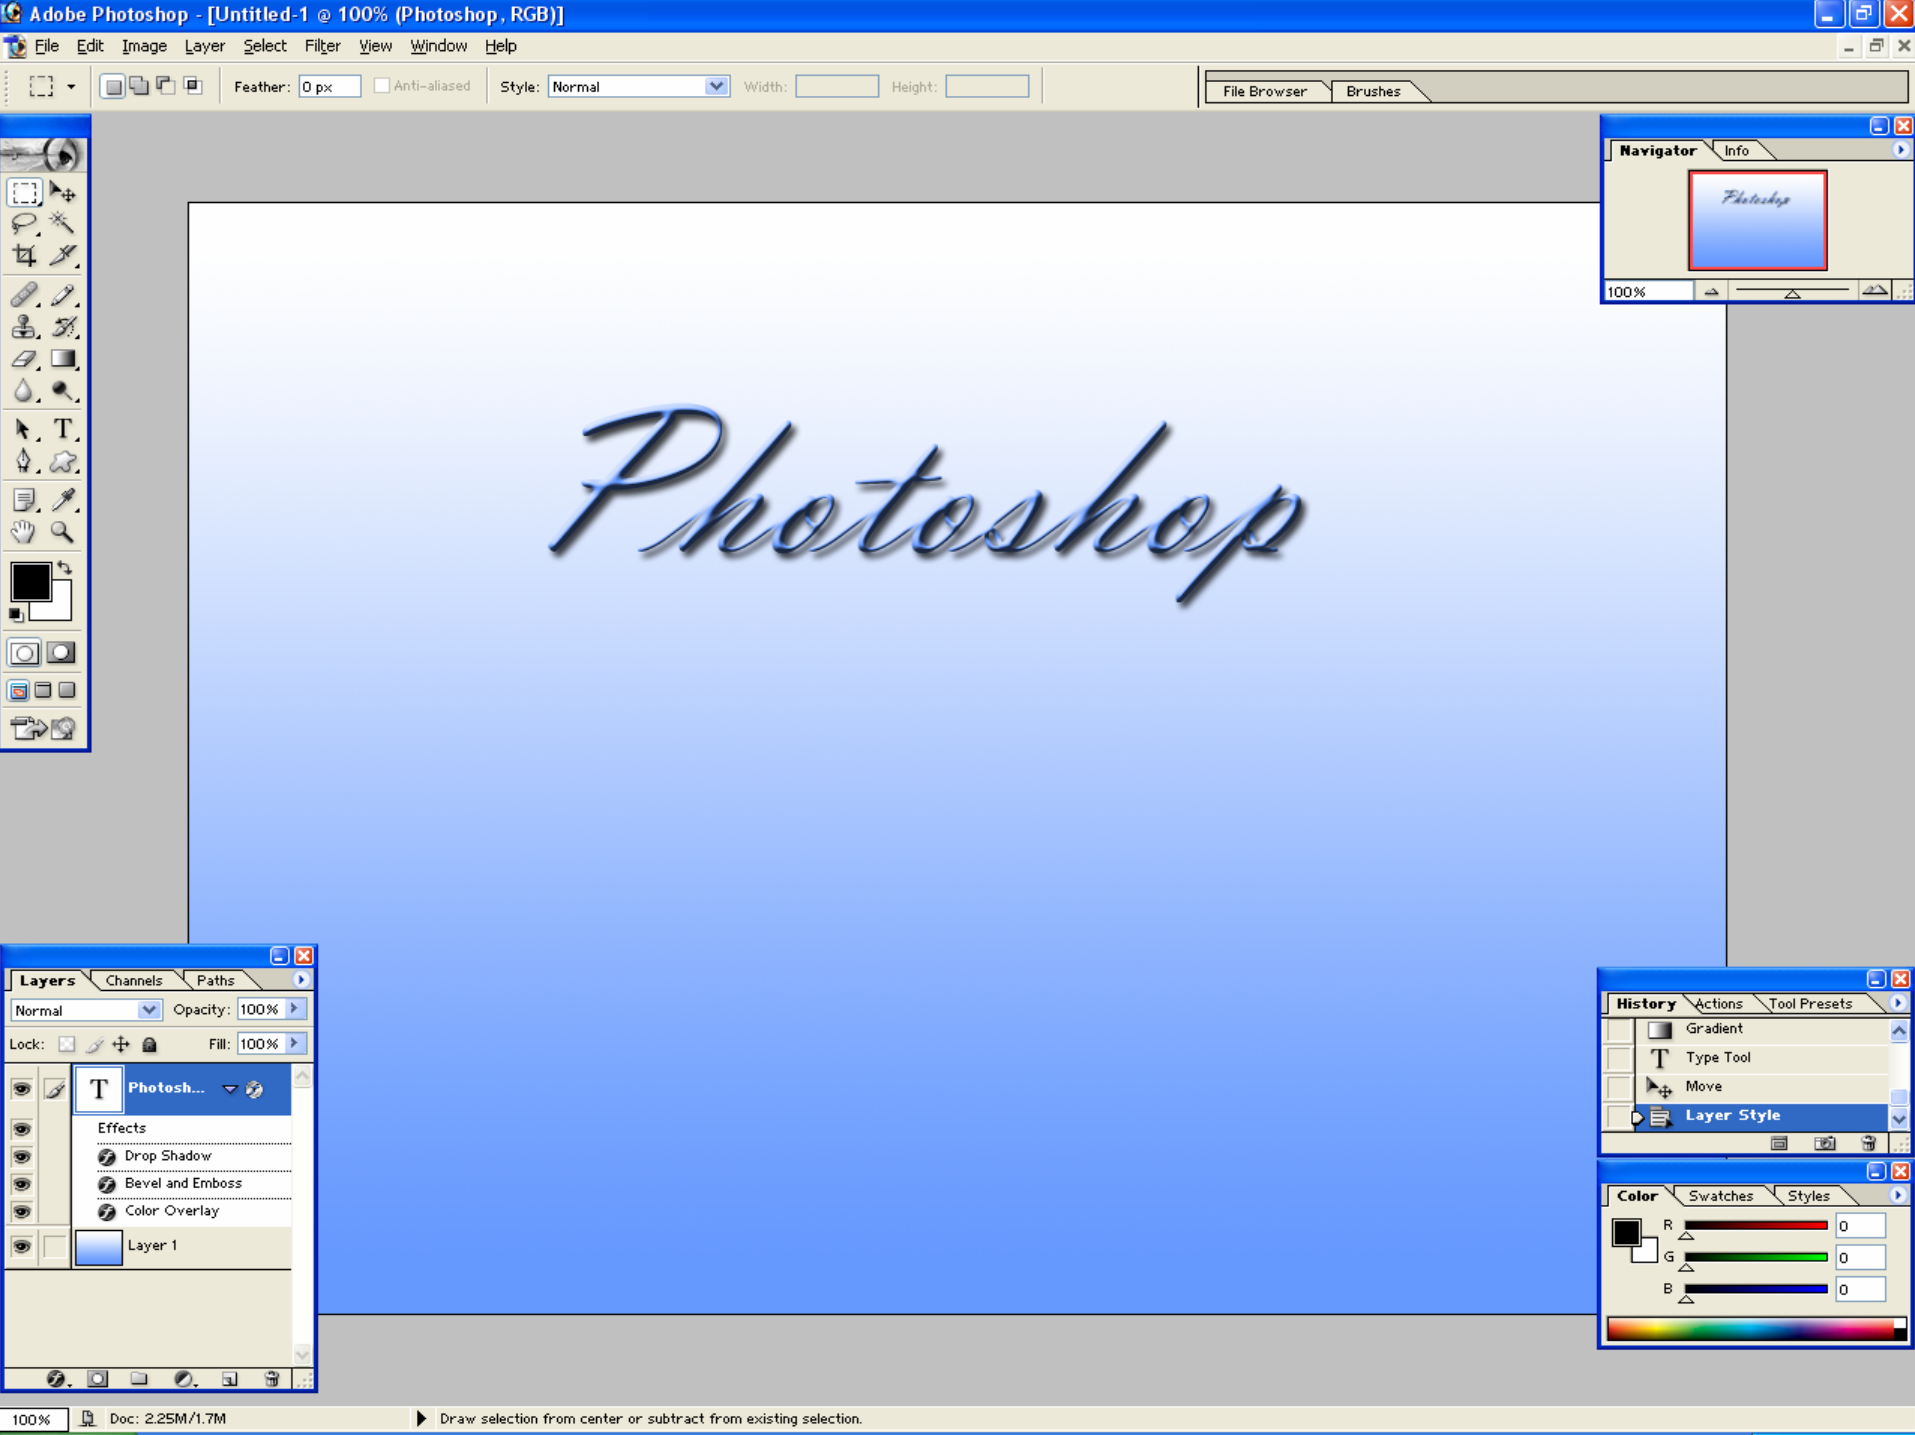 Adobe Photoshop - [Untitled-1 @ 100% (Photoshop, RGB)]
File Edit Image Layer Select Filter View Window Help
Feather: 0 px Anti-aliased Style: Normal Width: Height: File Browser Brushes
Navigator Info
Photoshop
100%
Photoshop
T
Layers Channels Paths
Normal Opacity: 100%
Lock: Fill: 100%
T Photosh...
Effects
Drop Shadow
Bevel and Emboss
Color Overlay
Layer 1
History Actions Tool Presets
Gradient
T Type Tool
Move
Layer Style
Color Swatches Styles
R 0
G 0
B 0
100% Doc: 2.25M/1.7M Draw selection from center or subtract from existing selection.